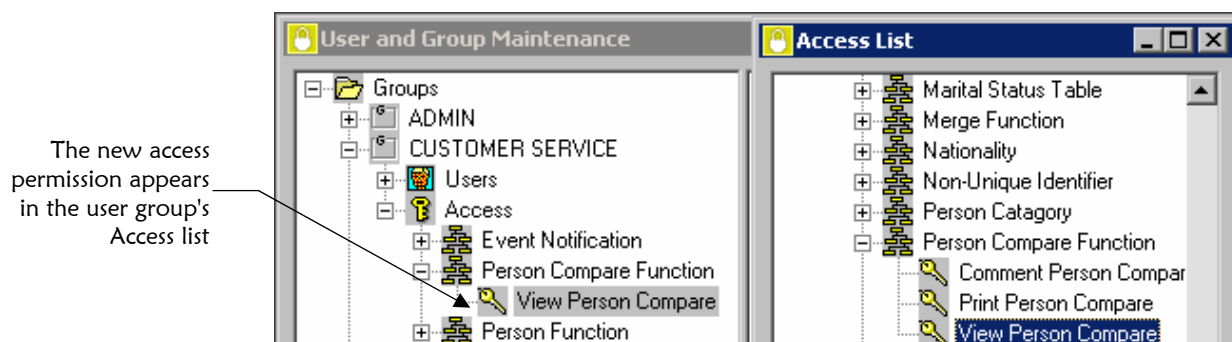 User and Group Maintenance
Groups
ADMIN
CUSTOMER SERVICE
Users
Access
Event Notification
Person Compare Function
View Person Compare
Person Function
The new access
permission appears
in the user group's
Access list
Access List
Marital Status Table
Merge Function
Nationality
Non-Unique Identifier
Person Catagory
Person Compare Function
Comment Person Compar
Print Person Compare
View Person Compare